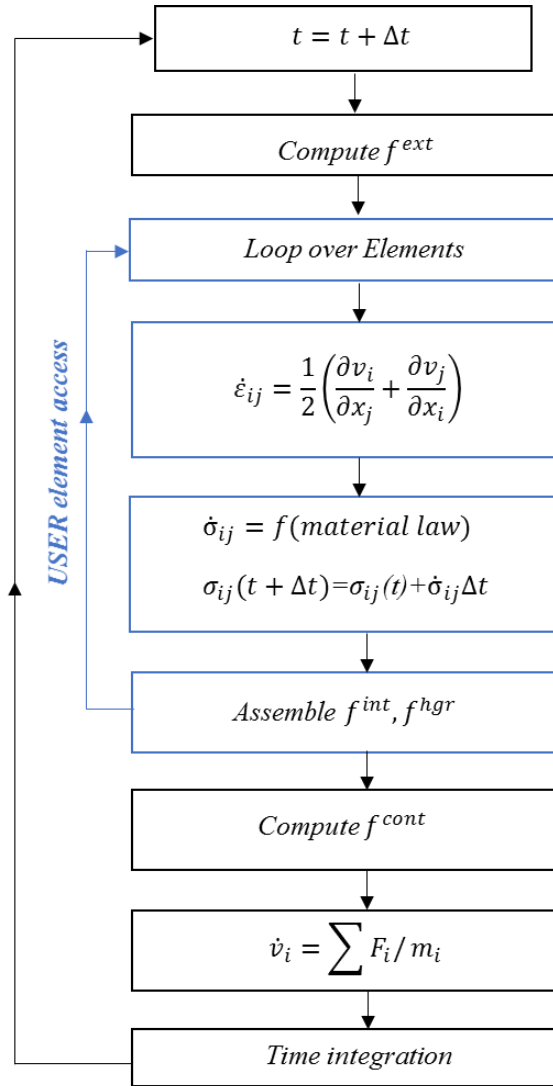 t = t + Δt
Compute f^ext
Loop over Elements
ε̇_ij = 1/2 (∂v_i/∂x_j + ∂v_j/∂x_i)
USER element access
σ̇_ij = f(material law)
σ_ij(t + Δt)=σ_ij(t)+σ̇_ijΔt
Assemble f^int, f^hgr
Compute f^cont
v̇_i = ∑ F_i / m_i
Time integration